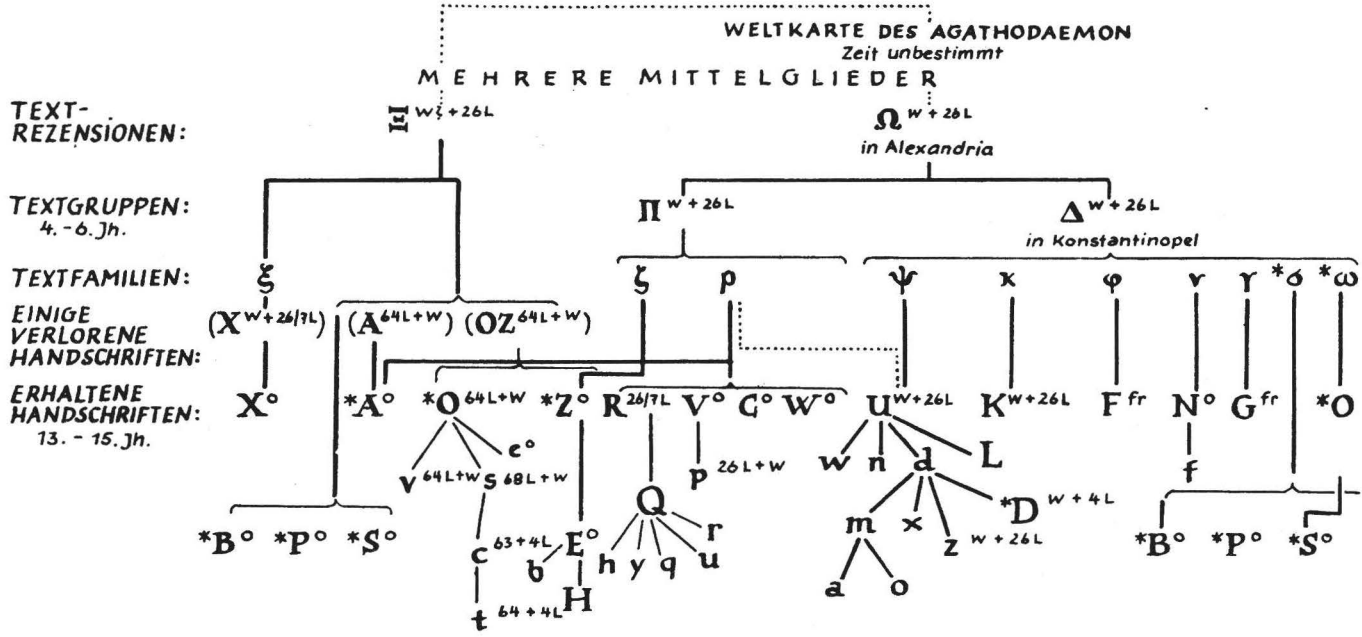 WELTKARTE DES AGATHODAEMON
Zeit unbestimmt
MEHRERE MITTELGLIEDER
TEXT-
REZENSIONEN:
Ξ W? + 26L
Ω W + 26L
in Alexandria
TEXTGRUPPEN:
4.-6. Jh.
Π W + 26L
Δ W + 26L
in Konstantinopel
TEXTFAMILIEN:
ξ ζ ρ ψ κ φ ν γ *σ *ω
EINIGE
VERLORENE
HANDSCHRIFTEN:
(X W + 26/7L) (A 64L+W) (OZ 64L+W)
ERHALTENE
HANDSCHRIFTEN:
13. - 15. Jh.
X° *A° *O 64L+W *Z° R 26/7L V° C° W° U W+26L K W+26L F fr N° G fr *O
v 64L+W s 68L+W e° p 26L+W w n d L f
*B° *P° *S° Q r m x z W+26L *D W+4L *B° *P° *S°
c 63+4L b E° h y q u
t 64+4L H a o